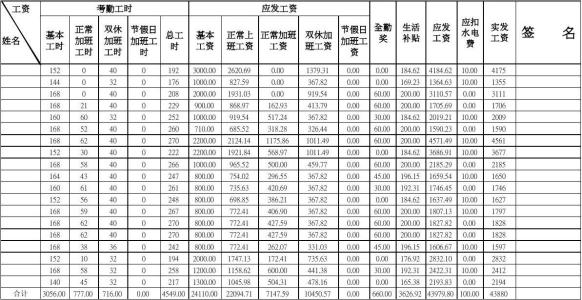 工资 考勤工时 应发工资 全勤奖 生活补贴 应发工资 应扣水电费 实发工资 签 名
姓名 基本工时 正常加班工时 双休加班工时 节假日加班工时 总工时 基本工资 正常上班工资 正常加班工资 双休加班工资 节假日加班工资
152 0 40 0 192 3000.00 2620.69 0.00 1379.31 0.00 0.00 184.62 4184.62 10.00 4175
144 0 32 0 176 1000.00 827.59 0.00 367.82 0.00 0.00 169.23 1364.63 10.00 1355
168 0 40 0 208 2000.00 1931.03 0.00 919.54 0.00 60.00 200.00 3110.57 0.00 3111
168 21 40 0 229 900.00 868.97 162.93 413.79 0.00 60.00 200.00 1705.69 0.00 1706
160 60 32 0 252 1000.00 919.54 517.24 367.82 0.00 30.00 184.62 2019.21 10.00 2009
168 52 40 0 260 710.00 685.52 318.28 326.44 0.00 60.00 200.00 1590.23 0.00 1590
168 62 40 0 270 2200.00 2124.14 1175.86 1011.49 0.00 60.00 200.00 4571.49 10.00 4561
152 30 40 0 222 2200.00 1921.84 568.97 1011.49 0.00 0.00 184.62 3686.91 10.00 3677
168 58 40 0 266 1000.00 965.52 500.00 459.77 0.00 60.00 200.00 2185.29 0.00 2185
164 43 40 0 247 800.00 754.02 296.55 367.82 0.00 45.00 196.15 1659.54 10.00 1650
160 61 40 0 261 800.00 735.63 420.69 367.82 0.00 30.00 192.31 1746.45 0.00 1746
152 56 40 0 248 800.00 698.85 386.21 367.82 0.00 0.00 184.62 1637.49 10.00 1627
168 59 40 0 267 800.00 772.41 406.90 367.82 0.00 60.00 200.00 1807.13 10.00 1797
168 62 40 0 270 800.00 772.41 427.59 367.82 0.00 60.00 200.00 1827.82 0.00 1828
168 62 40 0 270 800.00 772.41 427.59 367.82 0.00 60.00 200.00 1827.82 0.00 1828
168 38 36 0 242 800.00 772.41 262.07 331.03 0.00 45.00 196.15 1606.67 10.00 1597
152 10 32 0 194 2000.00 1747.13 172.41 735.63 0.00 0.00 176.92 2832.10 0.00 2832
168 58 32 0 258 1200.00 1158.62 600.00 441.38 0.00 30.00 192.31 2422.31 10.00 2412
140 45 32 0 217 1300.00 1045.98 504.31 478.16 0.00 0.00 165.38 2193.83 0.00 2194
合计 3056.00 777.00 716.00 0.00 4549.00 24110.00 22094.71 7147.59 10450.57 0.00 660.00 3626.92 43979.80 100.00 43880